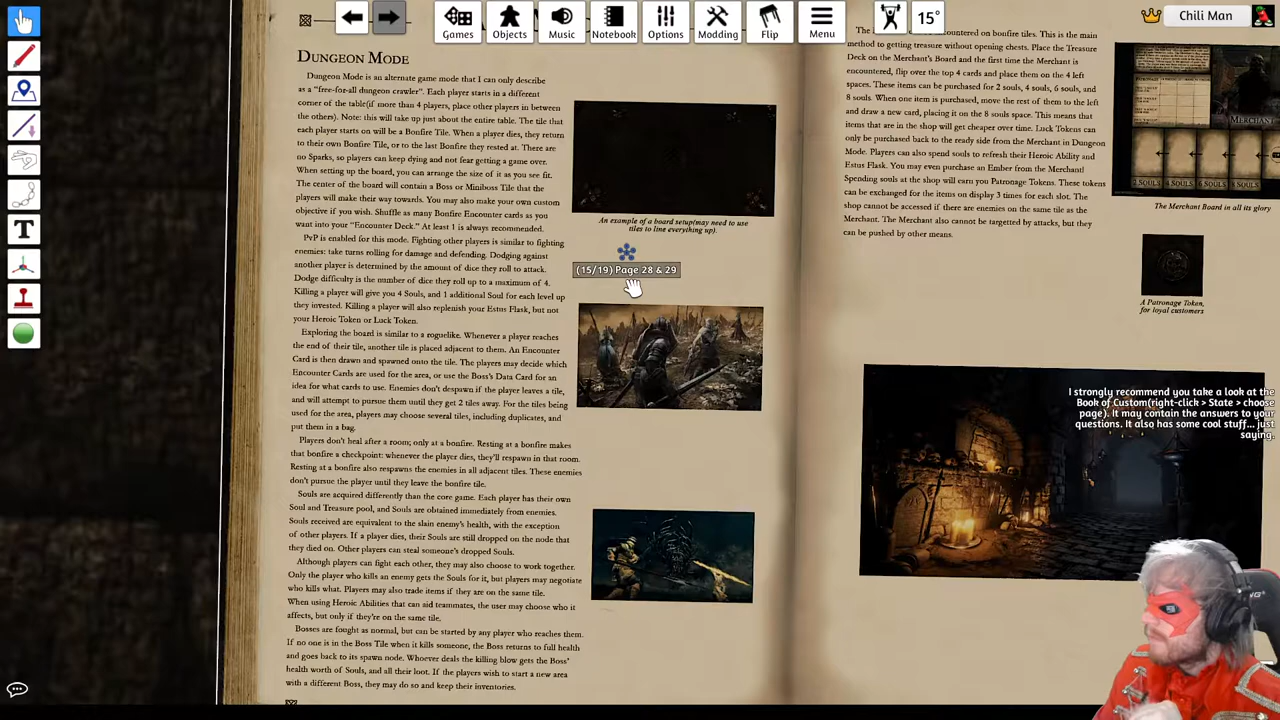 Games
Objects
Music
Notebook
Options
Modding
Flip
Menu
15°
Chili Man
DUNGEON MODE
Dungeon Mode is an alternate game mode that I can only describe
as a "free-for-all dungeon crawler". Each player starts in a different
corner of the table(if more than 4 players, place other players in between
the others). Note: this will take up just about the entire table. The tile that
each player starts on will be a Bonfire Tile. When a player dies, they return
to their own Bonfire Tile, or to the last Bonfire they rested at. There are
no Sparks, so players can keep dying and not fear getting a game over.
When setting up the board, you can arrange the size of it as you see fit.
The center of the board will contain a Boss or Miniboss Tile that the
players will make their way towards. You may also make your own custom
objective if you wish. Shuffle as many Bonfire Encounter cards as you
want into your "Encounter Deck." At least 1 is always recommended.
PvP is enabled for this mode. Fighting other players is similar to fighting
enemies: take turns rolling for damage and defending. Dodging against
another player is determined by the amount of dice they roll to attack.
Dodge difficulty is the number of dice they roll up to a maximum of 4.
Killing a player will give you 4 Souls, and 1 additional Soul for each level up
they invested. Killing a player will also replenish your Estus Flask, but not
your Heroic Token or Luck Token.
Exploring the board is similar to a roguelike. Whenever a player reaches
the end of their tile, another tile is placed adjacent to them. An Encounter
Card is then drawn and spawned onto the tile. The players may decide which
Encounter Cards are used for the area, or use the Boss's Data Card for an
idea for what cards to use. Enemies don't despawn if the player leaves a tile,
and will attempt to pursue them until they get 2 tiles away. For the tiles being
used for the area, players may choose several tiles, including duplicates, and
put them in a bag.
Players don't heal after a room; only at a bonfire. Resting at a bonfire makes
that bonfire a checkpoint: whenever the player dies, they'll respawn in that room.
Resting at a bonfire also respawns the enemies in all adjacent tiles. These enemies
don't pursue the player until they leave the bonfire tile.
Souls are acquired differently than the core game. Each player has their own
Soul and Treasure pool, and Souls are obtained immediately from enemies.
Souls received are equivalent to the slain enemy's health, with the exception
of other players. If a player dies, their Souls are still dropped on the node that
they died on. Other players can steal someone's dropped Souls.
Although players can fight each other, they may also choose to work together.
Only the player who kills an enemy gets the Souls for it, but players may negotiate
who kills what. Players may also trade items if they are on the same tile.
When using Heroic Abilities that can aid teammates, the user may choose who it
affects, but only if they're on the same tile.
Bosses are fought as normal, but can be started by any player who reaches them.
If no one is in the Boss Tile when it kills someone, the Boss returns to full health
and goes back to its spawn node. Whoever deals the killing blow gets the Boss'
health worth of Souls, and all their loot. If the players wish to start a new area
with a different Boss, they may do so and keep their inventories.
An example of a board setup(may need to use
tiles to line everything up).
(15/19) Page 28 & 29
encountered on bonfire tiles. This is the main
method to getting treasure without opening chests. Place the Treasure
Deck on the Merchant's Board and the first time the Merchant is
encountered, flip over the top 4 cards and place them on the 4 left
spaces. These items can be purchased for 2 souls, 4 souls, 6 souls, and
8 souls. When one item is purchased, move the rest of them to the left
and draw a new card, placing it on the 8 souls space. This means that
items that are in the shop will get cheaper over time. Luck Tokens can
only be purchased back to the ready side from the Merchant in Dungeon
Mode. Players can also spend souls to refresh their Heroic Ability and
Estus Flask. You may even purchase an Ember from the Merchant!
Spending souls at the shop will earn you Patronage Tokens. These tokens
can be exchanged for the items on display 3 times for each slot. The
shop cannot be accessed if there are enemies on the same tile as the
Merchant. The Merchant also cannot be targetted by attacks, but they
can be pushed by other means.
MERCHANT
2 SOULS 4 SOULS 6 SOULS 8 SOULS
The Merchant Board in all its glory
A Patronage Token,
for loyal customers
I strongly recommend you take a look at the
Book of Custom(right-click > State > choose
page). It may contain the answers to your
questions. It also has some cool stuff... just
saying.